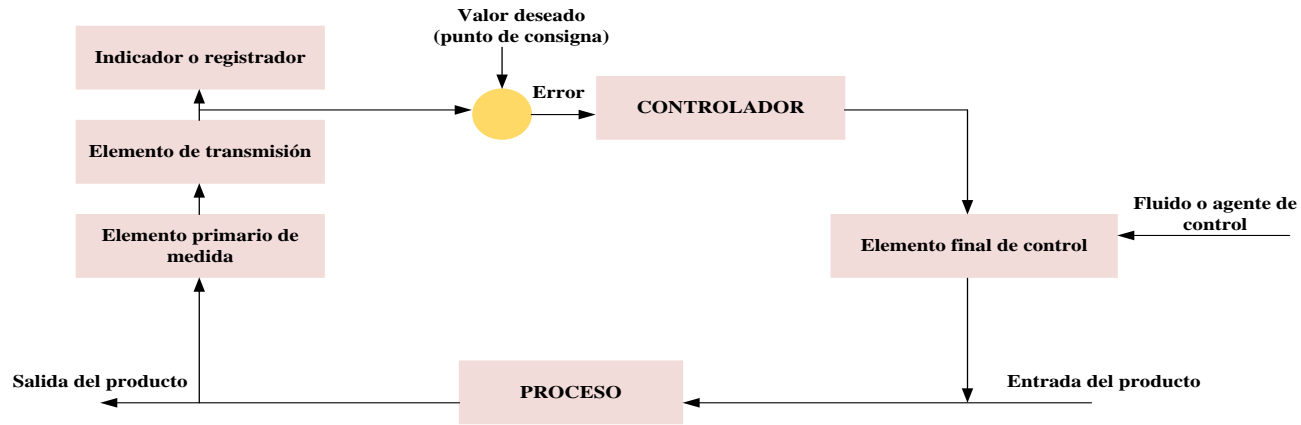 Valor deseado
(punto de consigna)
Indicador o registrador
Error
CONTROLADOR
Elemento de transmisión
Fluido o agente de
control
Elemento primario de
medida
Elemento final de control
Salida del producto
PROCESO
Entrada del producto